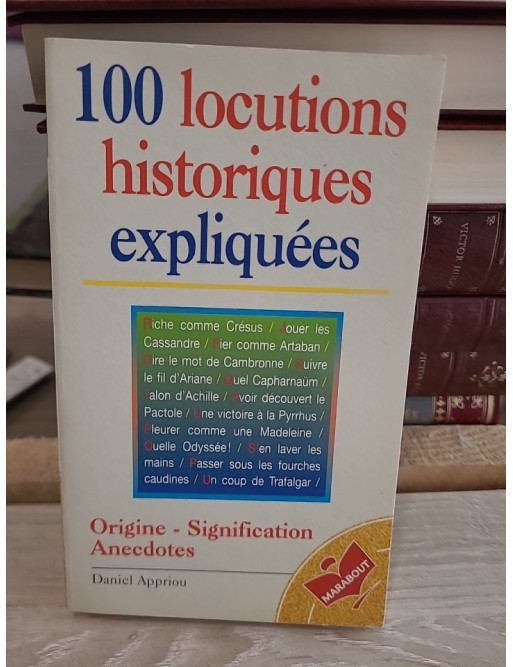 100 locutions
historiques
expliquées
Riche comme Crésus / Jouer les
Cassandre / Fier comme Artaban /
Dire le mot de Cambronne / Suivre
le fil d'Ariane / Quel Capharnaüm /
Talon d'Achille / Avoir découvert le
Pactole / Une victoire à la Pyrrhus /
Pleurer comme une Madeleine /
Quelle Odyssée! / S'en laver les
mains / Passer sous les fourches
caudines / Un coup de Trafalgar /
Origine - Signification
Anecdotes
Daniel Appriou
MARABOUT
VICTOR HUGO